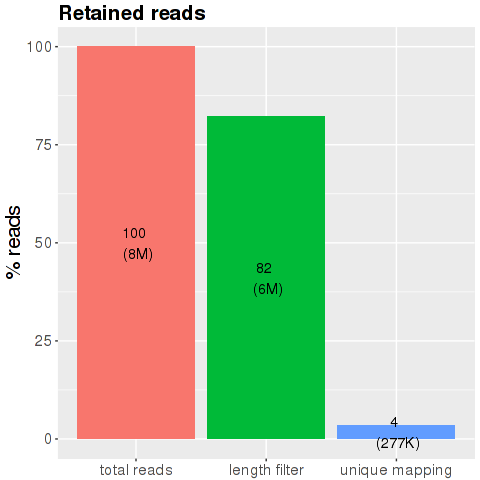 Retained reads
% reads
100
75
50
25
0
100
(8M)
82
(6M)
4
(277K)
total reads
length filter
unique mapping